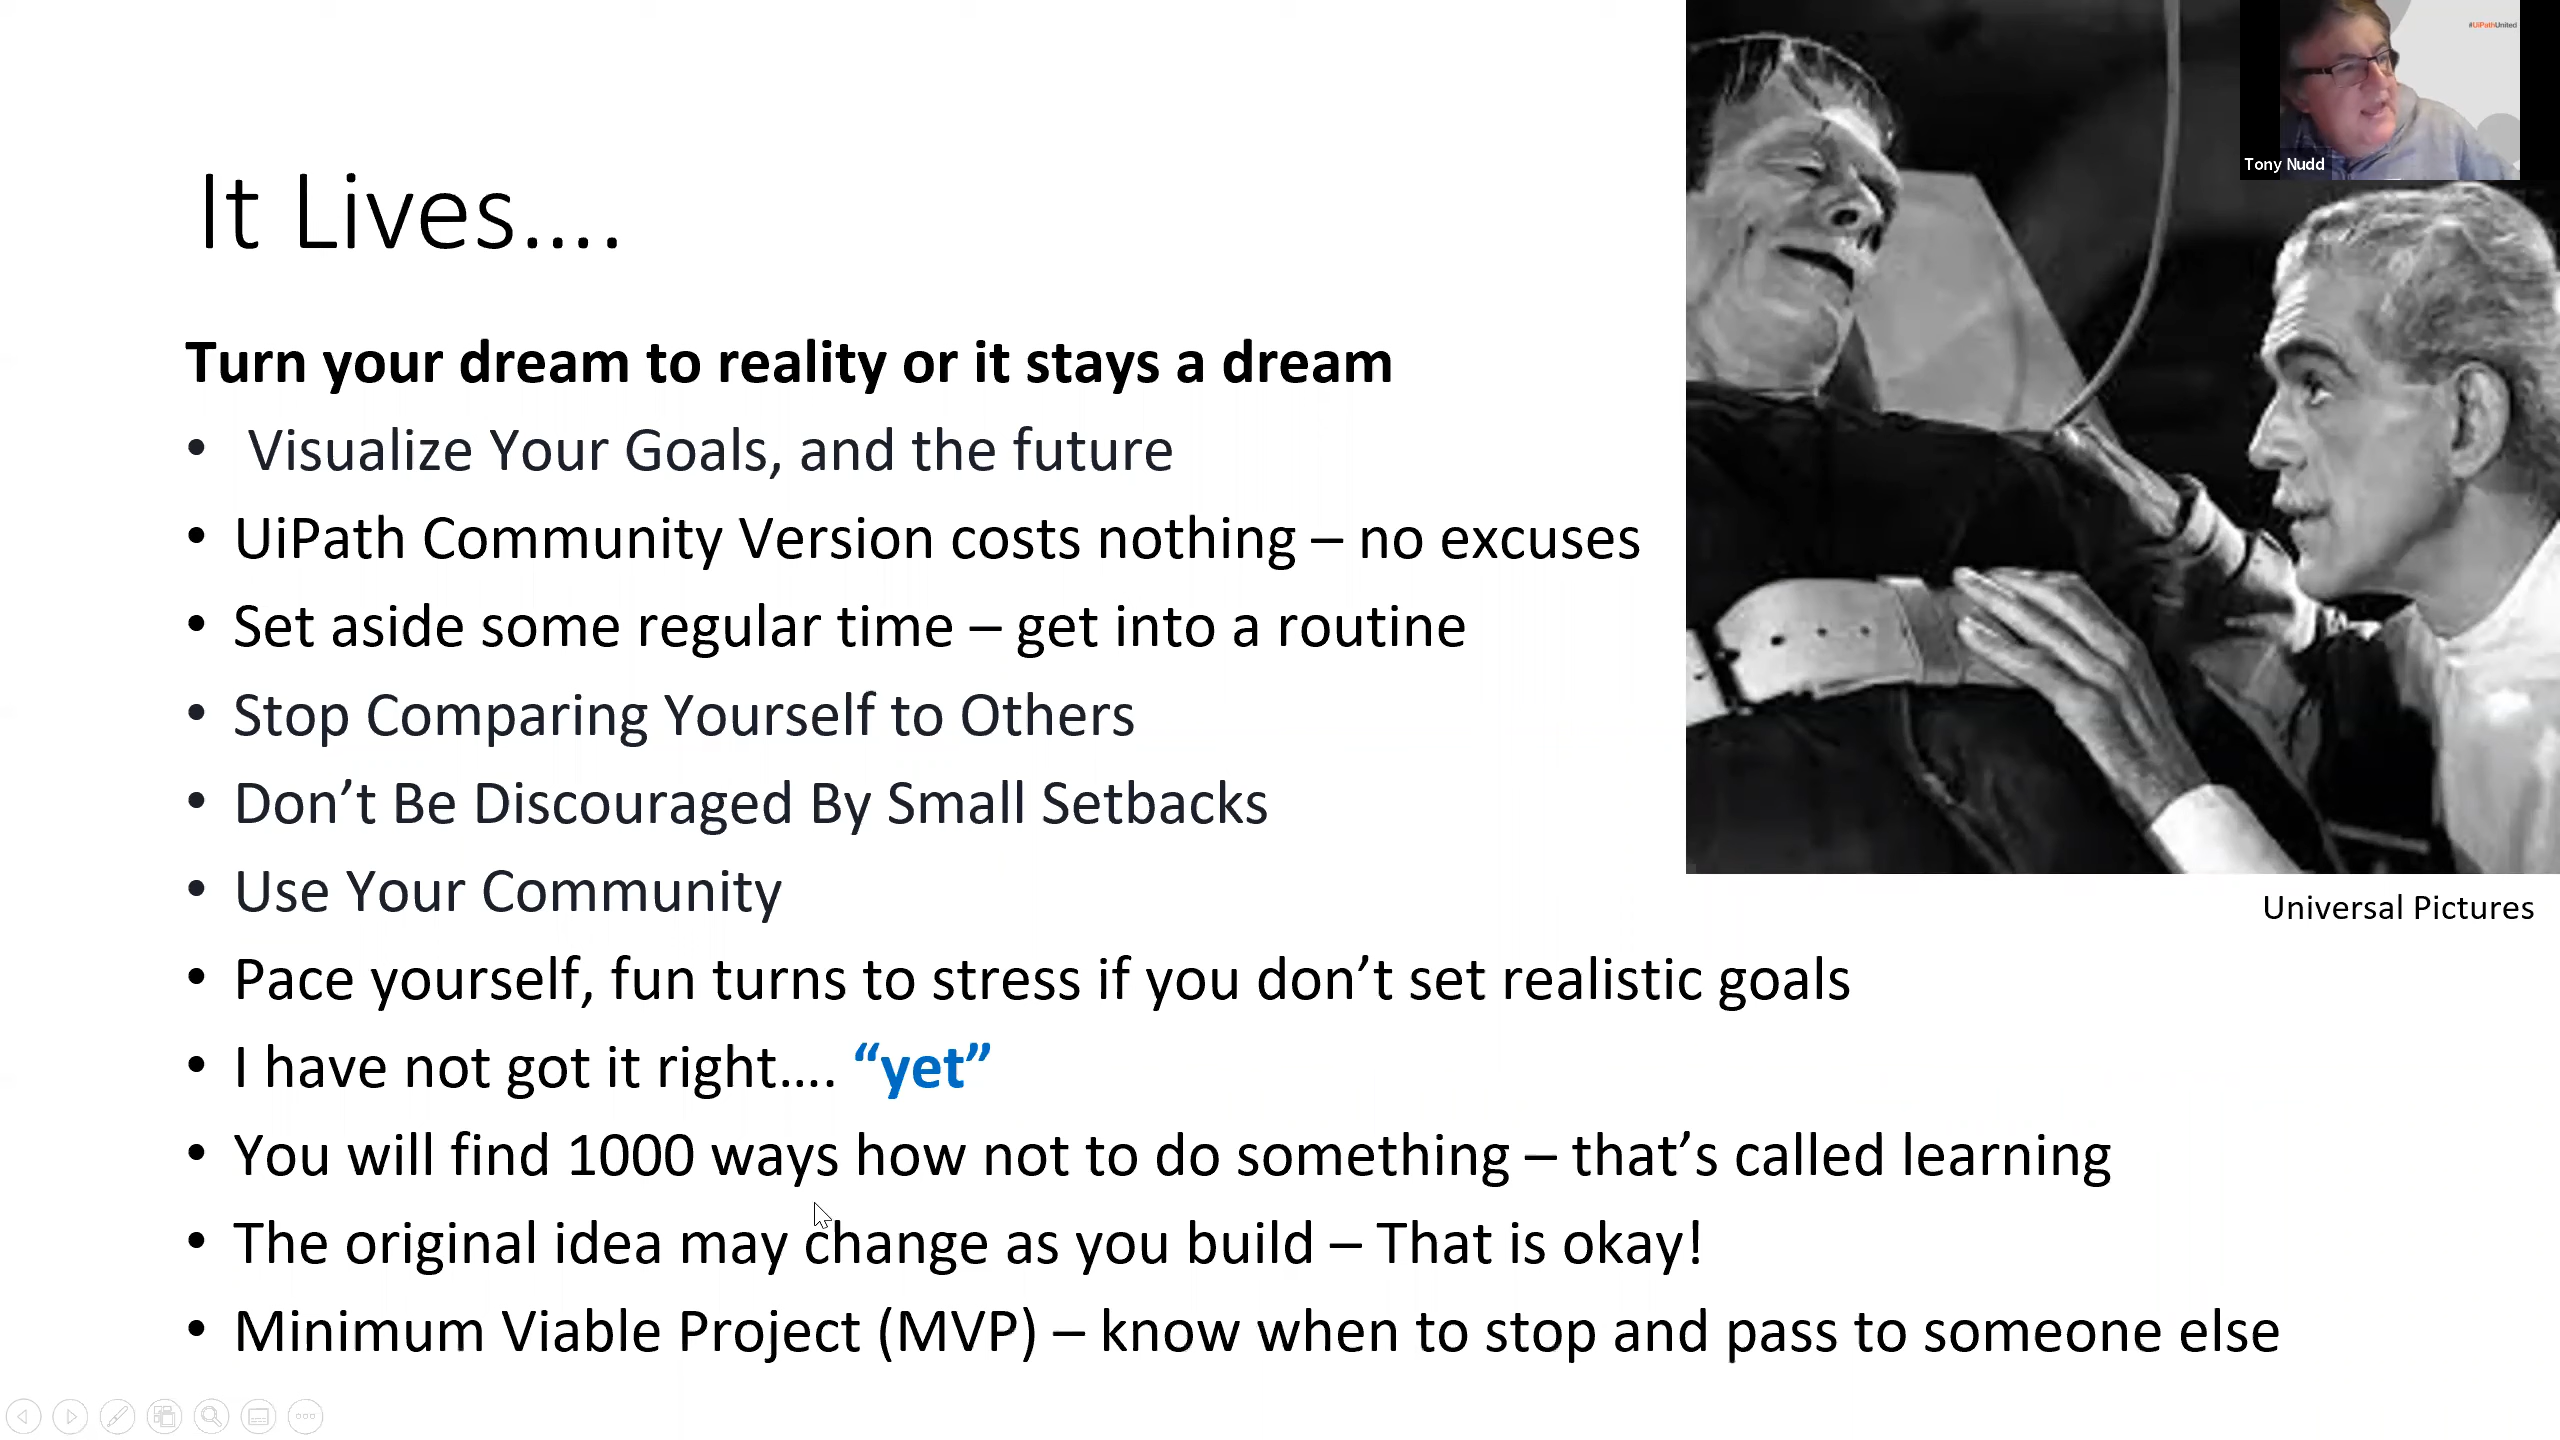 #UiPathUnited
Tony Nudd
It Lives....
Turn your dream to reality or it stays a dream
• Visualize Your Goals, and the future
• UiPath Community Version costs nothing – no excuses
• Set aside some regular time – get into a routine
• Stop Comparing Yourself to Others
• Don’t Be Discouraged By Small Setbacks
• Use Your Community
Universal Pictures
• Pace yourself, fun turns to stress if you don’t set realistic goals
• I have not got it right.... “yet”
• You will find 1000 ways how not to do something – that’s called learning
• The original idea may change as you build – That is okay!
• Minimum Viable Project (MVP) – know when to stop and pass to someone else